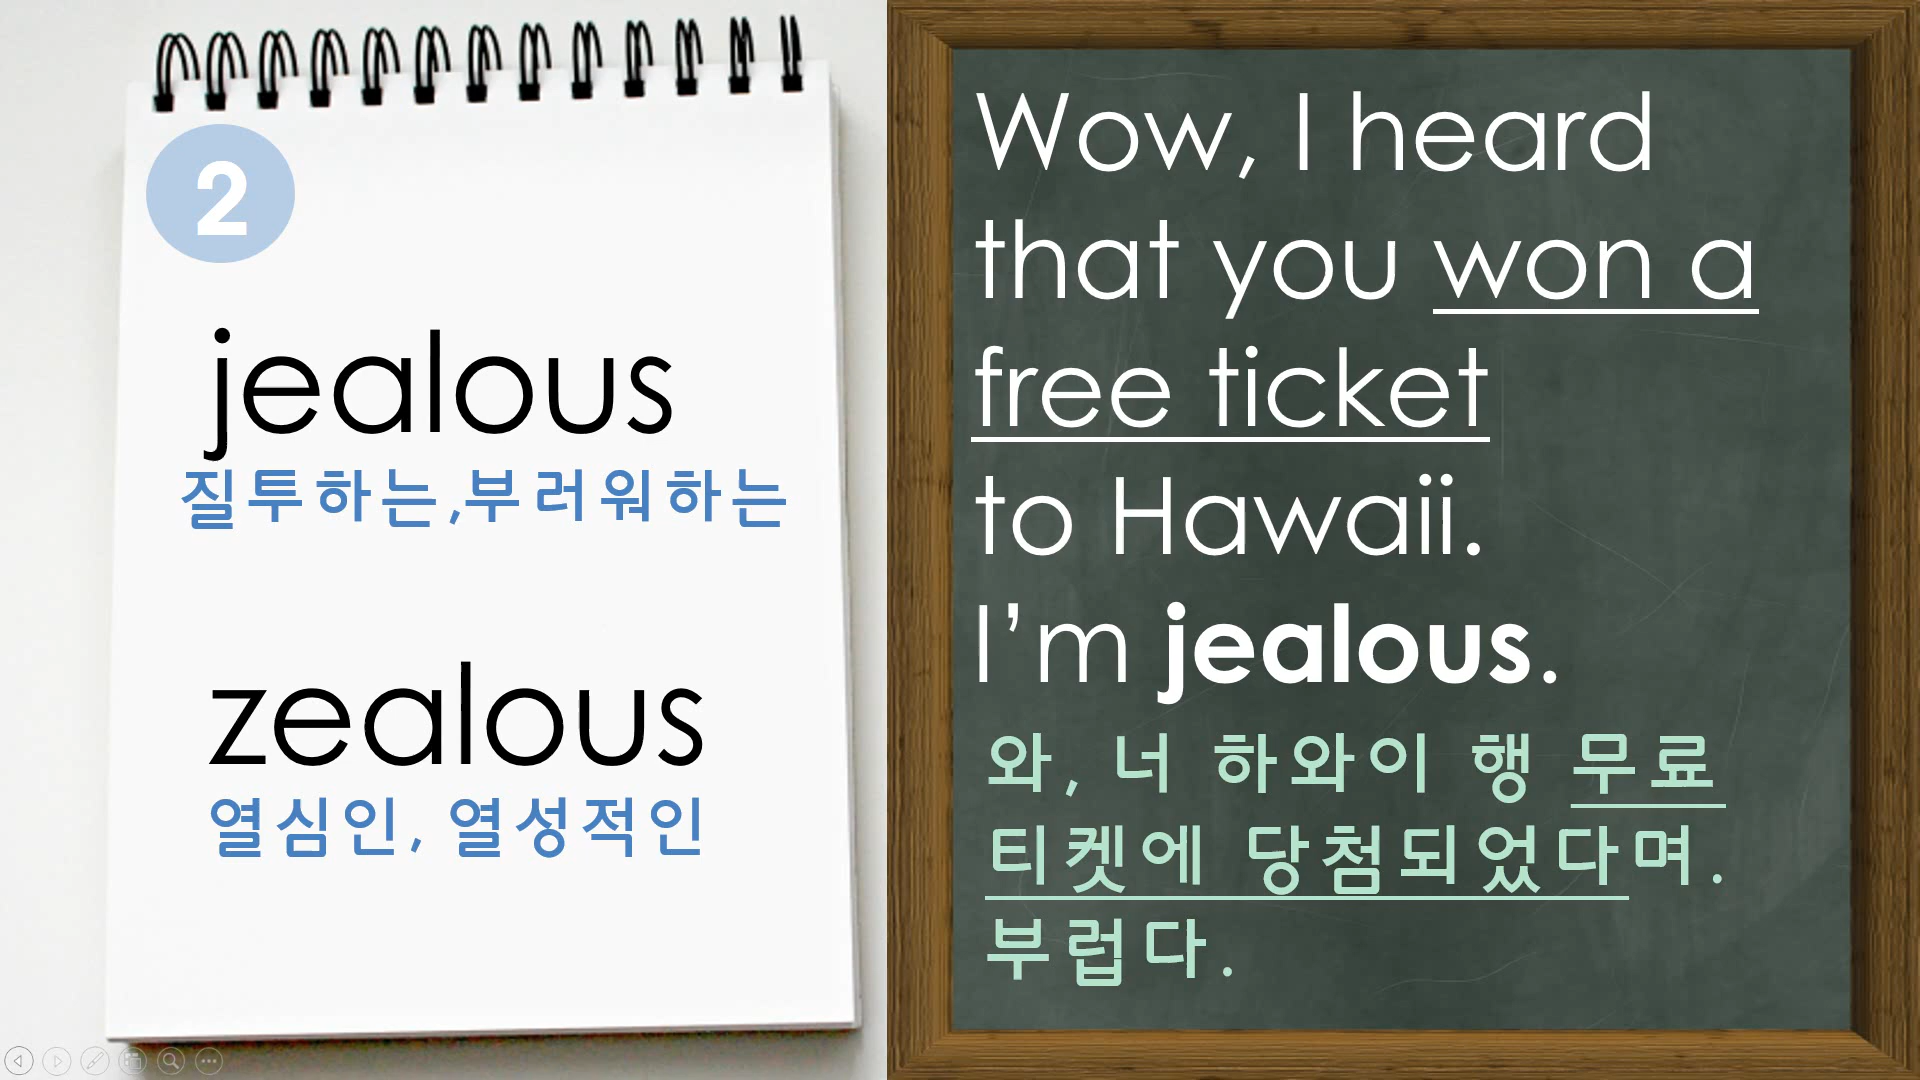 2
jealous
질투하는,부러워하는
zealous
열심인, 열성적인
Wow, I heard
that you won a
free ticket
to Hawaii.
I’m jealous.
와, 너 하와이 행 무료
티켓에 당첨되었다며.
부럽다.